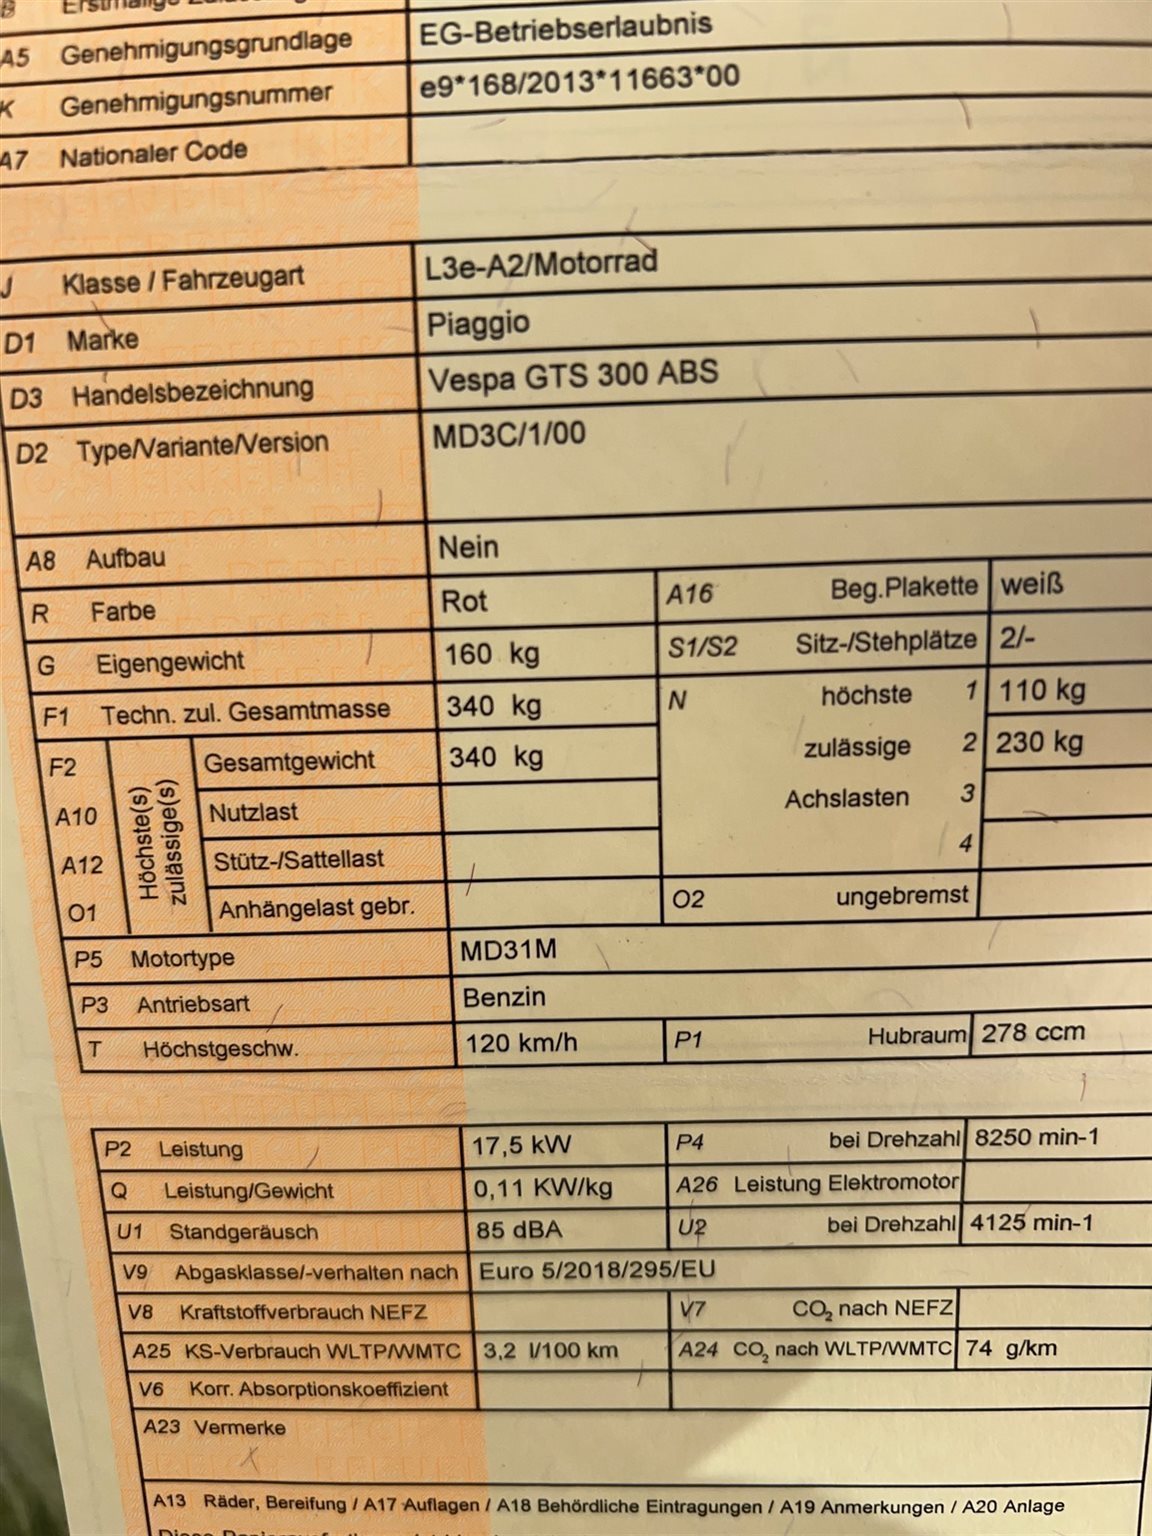 B Erstmalige
A5 Genehmigungsgrundlage EG-Betriebserlaubnis
K Genehmigungsnummer e9*168/2013*11663*00
A7 Nationaler Code
J Klasse / Fahrzeugart L3e-A2/Motorrad
D1 Marke Piaggio
D3 Handelsbezeichnung Vespa GTS 300 ABS
D2 Type/Variante/Version MD3C/1/00
A8 Aufbau Nein
R Farbe Rot A16 Beg.Plakette weiß
G Eigengewicht 160 kg S1/S2 Sitz-/Stehplätze 2/-
F1 Techn. zul. Gesamtmasse 340 kg N höchste 1 110 kg
F2 Höchste(s) zulässige(s) Gesamtgewicht 340 kg zulässige 2 230 kg
A10 Nutzlast Achslasten 3
A12 Stütz-/Sattellast 4
O1 Anhängelast gebr. O2 ungebremst
P5 Motortype MD31M
P3 Antriebsart Benzin
T Höchstgeschw. 120 km/h P1 Hubraum 278 ccm
P2 Leistung 17,5 kW P4 bei Drehzahl 8250 min-1
Q Leistung/Gewicht 0,11 KW/kg A26 Leistung Elektromotor
U1 Standgeräusch 85 dBA U2 bei Drehzahl 4125 min-1
V9 Abgasklasse/-verhalten nach Euro 5/2018/295/EU
V8 Kraftstoffverbrauch NEFZ V7 CO2 nach NEFZ
A25 KS-Verbrauch WLTP/WMTC 3,2 l/100 km A24 CO2 nach WLTP/WMTC 74 g/km
V6 Korr. Absorptionskoeffizient
A23 Vermerke
A13 Räder, Bereifung / A17 Auflagen / A18 Behördliche Eintragungen / A19 Anmerkungen / A20 Anlage